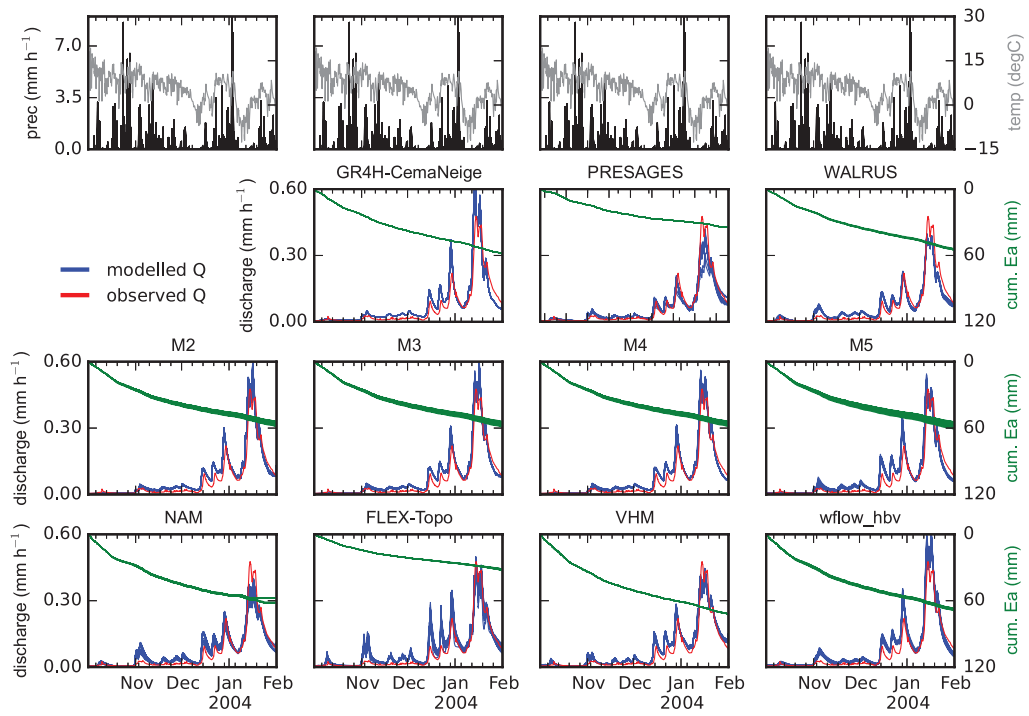 prec (mm h⁻¹)
7.0
3.5
0.0
30
15
0
−15
temp (degC)
GR4H-CemaNeige PRESAGES WALRUS
modelled Q
observed Q
discharge (mm h⁻¹)
0.60
0.30
0.00
0
60
120
cum. Ea (mm)
M2 M3 M4 M5
discharge (mm h⁻¹)
0.60
0.30
0.00
0
60
120
cum. Ea (mm)
NAM FLEX-Topo VHM wflow_hbv
discharge (mm h⁻¹)
0.60
0.30
0.00
0
60
120
cum. Ea (mm)
Nov Dec Jan Feb Nov Dec Jan Feb Nov Dec Jan Feb Nov Dec Jan Feb
2004 2004 2004 2004